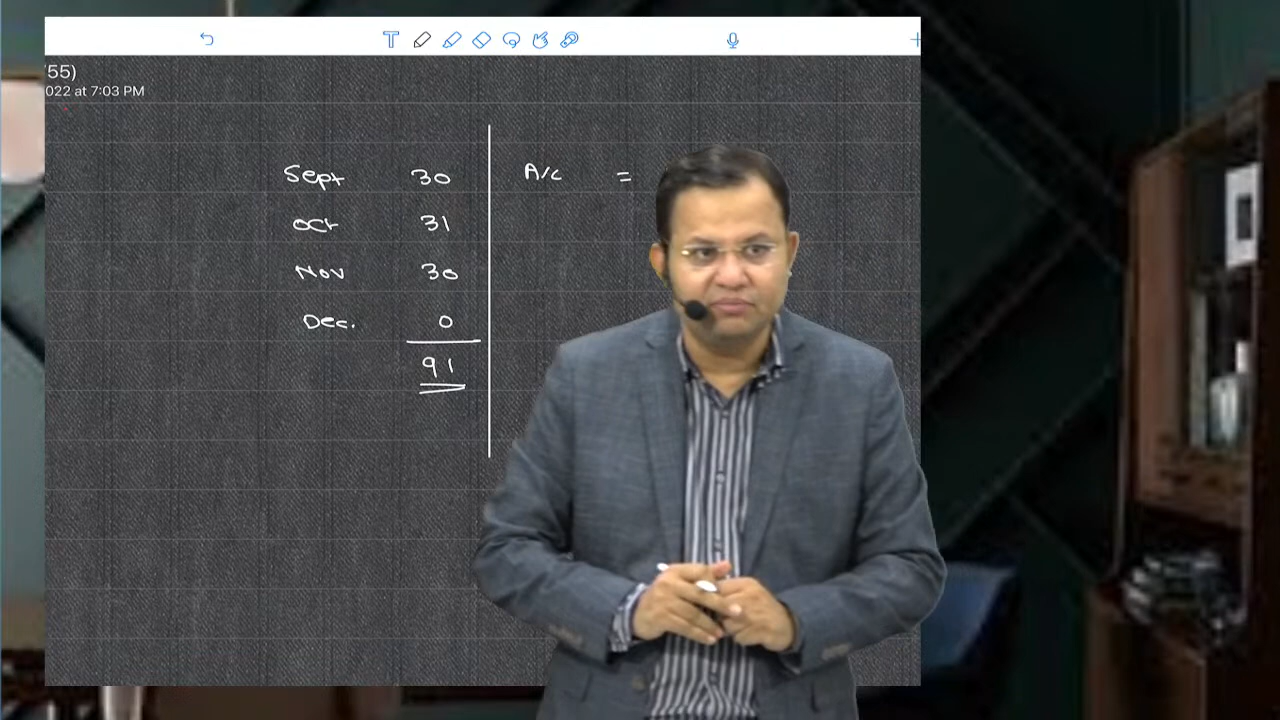 55)
022 at 7:03 PM
Sept 30
Oct 31
Nov 30
Dec. 0
91
A/c =